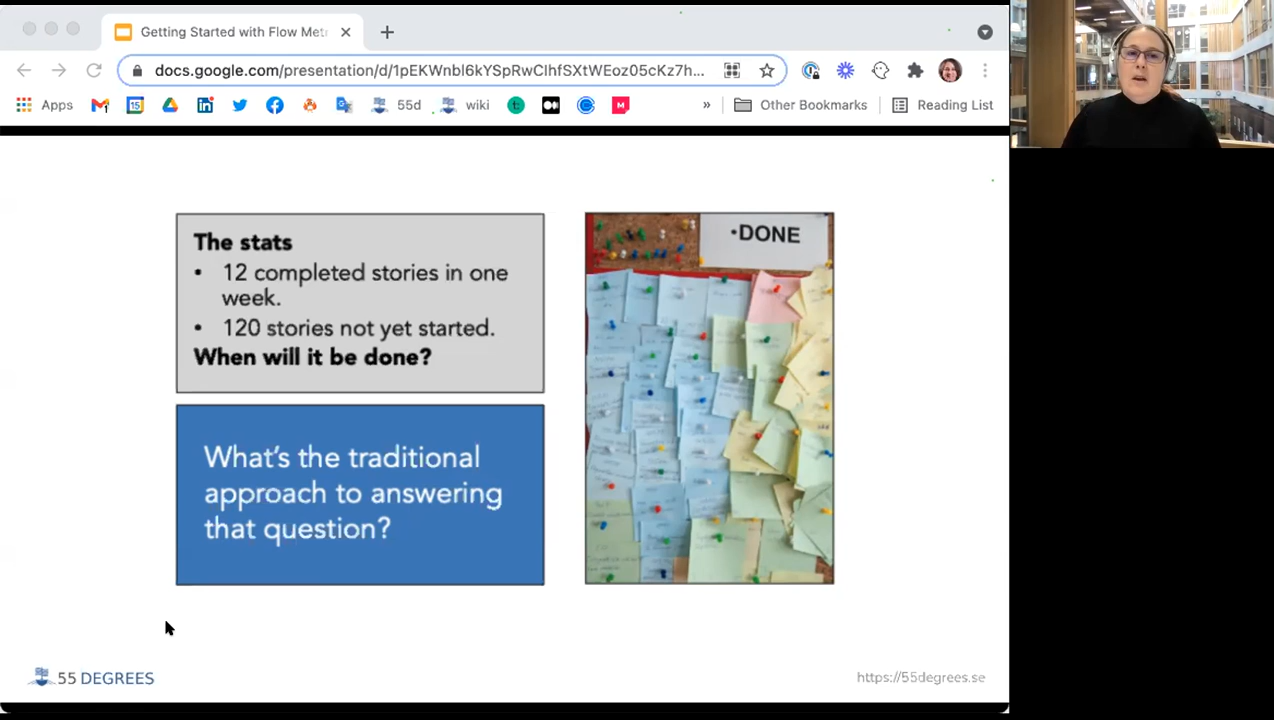 Getting Started with Flow Met
docs.google.com/presentation/d/1pEKWnbl6kYSpRwClhfSXtWEoz05cKz7h...
Apps
55d
wiki
»
Other Bookmarks
Reading List
The stats
• 12 completed stories in one
week.
• 120 stories not yet started.
When will it be done?
What's the traditional
approach to answering
that question?
•DONE
55 DEGREES
https://55degrees.se